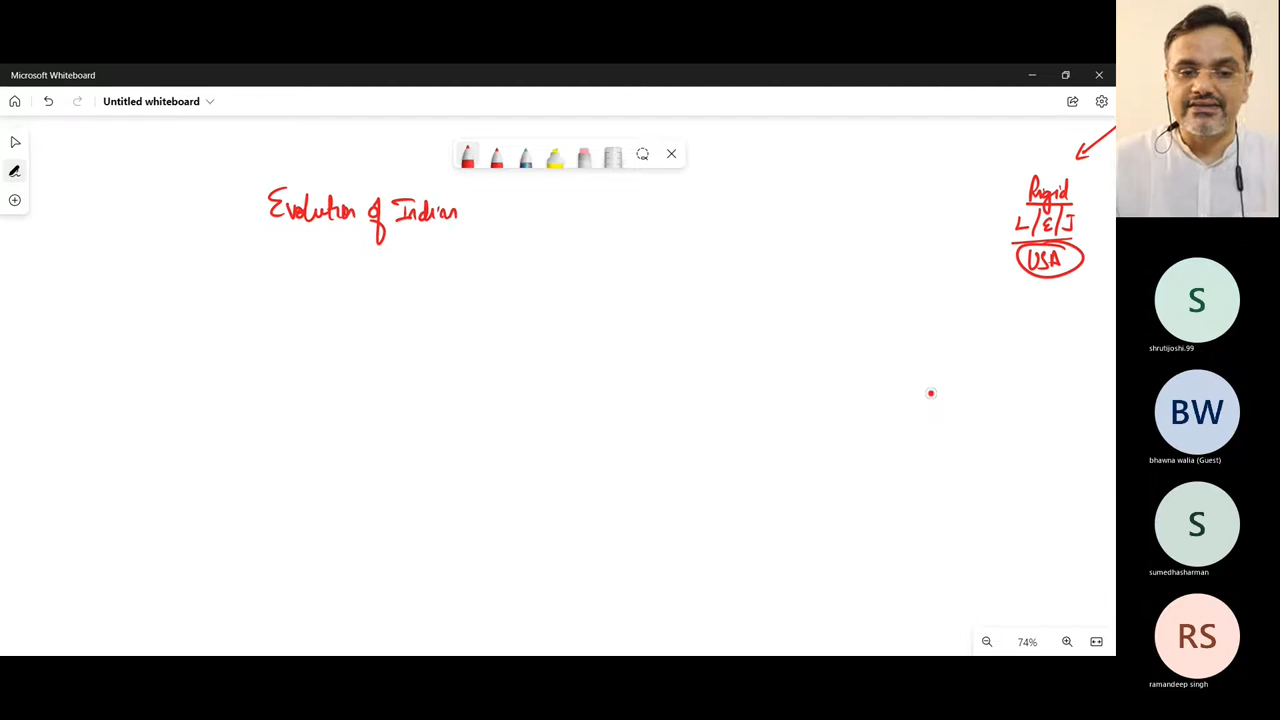 Microsoft Whiteboard
Untitled whiteboard
Evolution of Indian
Rigid
L/E/J
USA
S
shrutijoshi.99
BW
bhawna walia (Guest)
S
sumedhasharman
RS
ramandeep singh
74%